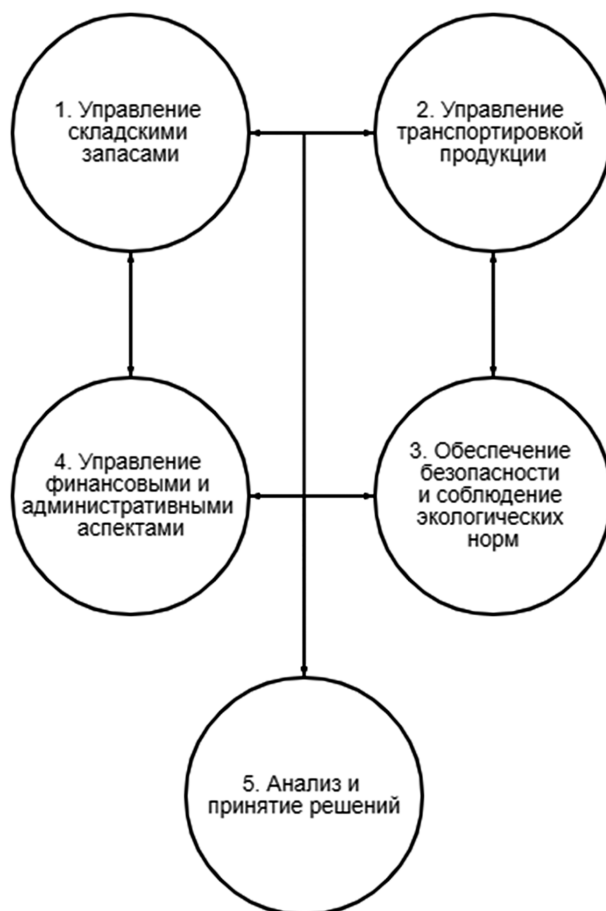 1. Управление
складскими
запасами
2. Управление
транспортировкой
продукции
4. Управление
финансовыми и
административными
аспектами
3. Обеспечение
безопасности
и соблюдение
экологических
норм
5. Анализ и
принятие решений